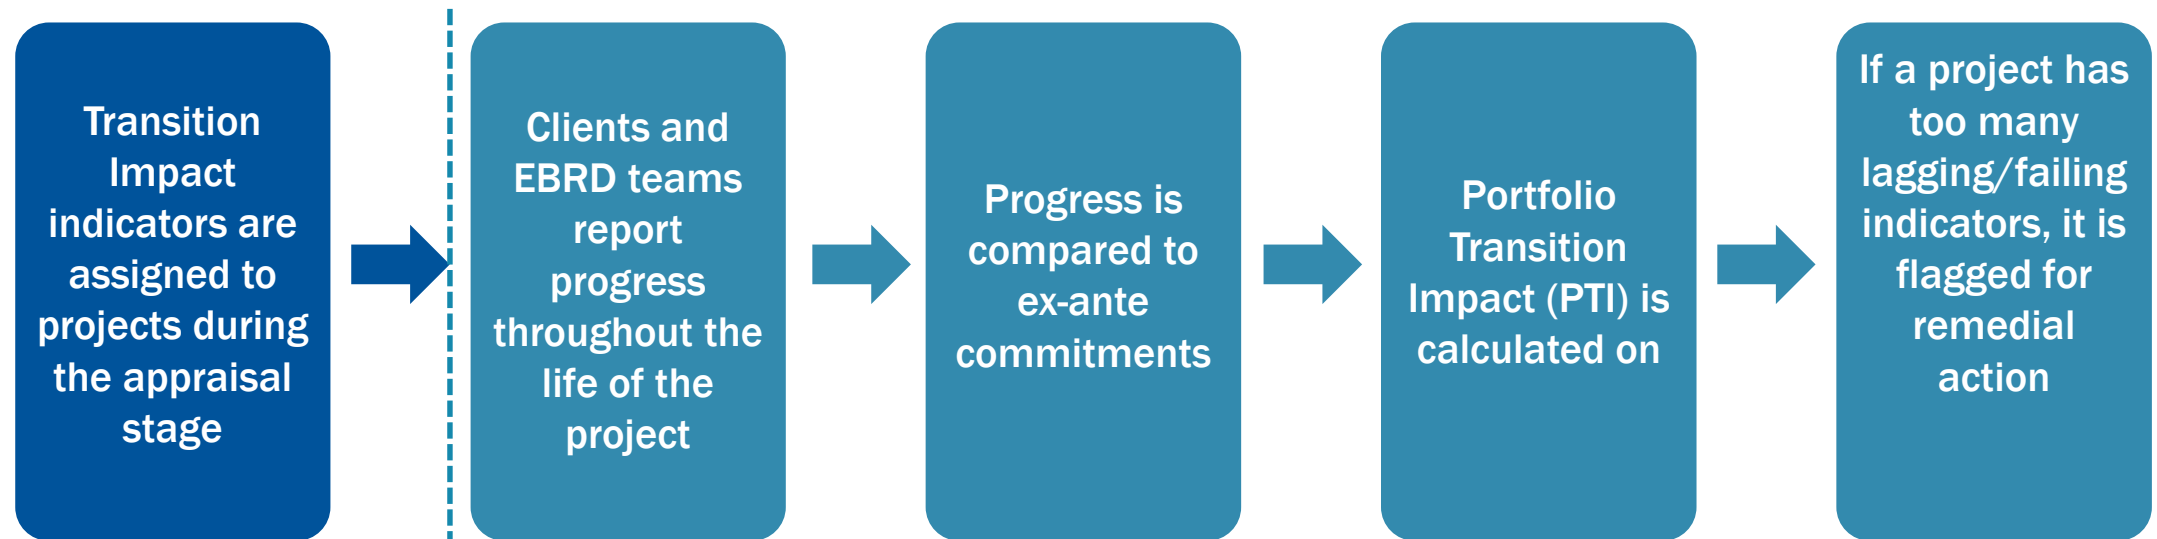 Transition
Impact
indicators are
assigned to
projects during
the appraisal
stage
Clients and
EBRD teams
report
progress
throughout the
life of the
project
Progress is
compared to
ex-ante
commitments
Portfolio
Transition
Impact (PTI) is
calculated on
If a project has
too many
lagging/failing
indicators, it is
flagged for
remedial
action